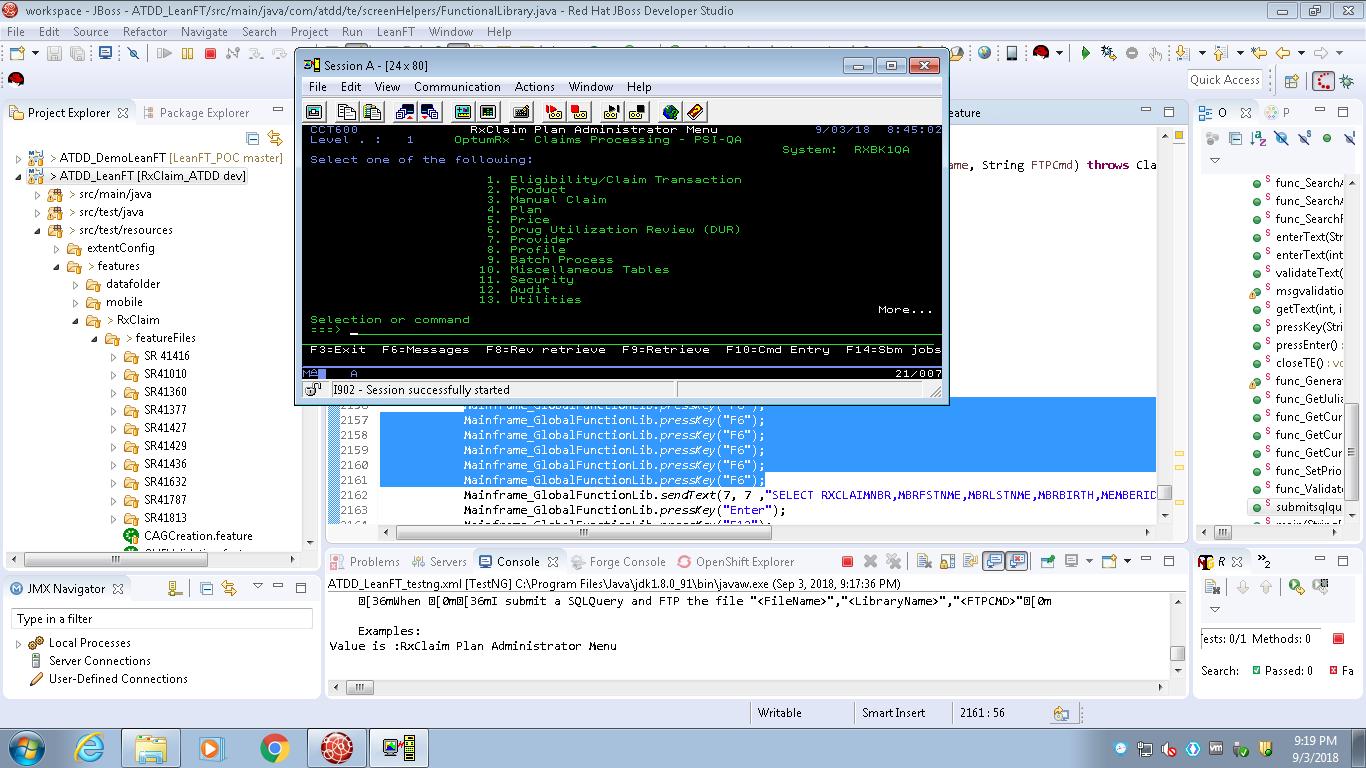 workspace - JBoss - ATDD_LeanFT/src/main/java/com/atdd/te/screenHelpers/FunctionalLibrary.java - Red Hat JBoss Developer Studio
File Edit Source Refactor Navigate Search Project Run LeanFT Window Help
Quick Access
Project Explorer
Package Explorer
> ATDD_DemoLeanFT [LeanFT_POC master]
> ATDD_LeanFT [RxClaim_ATDD dev]
> src/main/java
> src/test/java
> src/test/resources
extentConfig
> features
datafolder
mobile
> RxClaim
> featureFiles
SR 41416
SR41010
SR41360
SR41377
SR41427
SR41429
SR41436
SR41632
SR41787
SR41813
CAGCreation.feature
JMX Navigator
Type in a filter
Local Processes
Server Connections
User-Defined Connections
Session A - [24 x 80]
File Edit View Communication Actions Window Help
CCT600 RxClaim Plan Administrator Menu 9/03/18 8:45:02
Level . : 1 OptumRx - Claims Processing - PSI-QA
System: RXBK1QA
Select one of the following:
1. Eligibility/Claim Transaction
2. Product
3. Manual Claim
4. Plan
5. Price
6. Drug Utilization Review (DUR)
7. Provider
8. Profile
9. Batch Process
10. Miscellaneous Tables
11. Security
12. Audit
13. Utilities
More...
Selection or command
===>
F3=Exit F6=Messages F8=Rev retrieve F9=Retrieve F10=Cmd Entry F14=Sbm jobs
MA A 21/007
I902 - Session successfully started
eature
ame, String FTPCmd) throws Cla
2156 Mainframe_GlobalFunctionLib.pressKey("F6");
2157 Mainframe_GlobalFunctionLib.pressKey("F6");
2158 Mainframe_GlobalFunctionLib.pressKey("F6");
2159 Mainframe_GlobalFunctionLib.pressKey("F6");
2160 Mainframe_GlobalFunctionLib.pressKey("F6");
2161 Mainframe_GlobalFunctionLib.pressKey("F6");
2162 Mainframe_GlobalFunctionLib.sendText(7, 7 ,"SELECT RXCLAIMNBR,MBRFSTNME,MBRLSTNME,MBRBIRTH,MEMBERID
2163 Mainframe_GlobalFunctionLib.pressKey("Enter");
2164 Mainframe_GlobalFunctionLib.pressKey("F12");
Problems Servers Console Forge Console OpenShift Explorer
ATDD_LeanFT_testng.xml [TestNG] C:\Program Files\Java\jdk1.8.0_91\bin\javaw.exe (Sep 3, 2018, 9:17:36 PM)
[36mWhen [0m[36mI submit a SQLQuery and FTP the file "<FileName>","<LibraryName>","<FTPCMD>"[0m
Examples:
Value is :RxClaim Plan Administrator Menu
O
P
func_SearchA
func_SearchA
func_SearchF
enterText(Str
enterText(int
validateText(
msgvalidation
getText(int, i
pressKey(Stri
pressEnter() :
closeTE() : vo
func_Genera
func_GetJulia
func_GetCur
func_GetCur
func_GetCur
func_SetPrio
func_Validate
submitsqlqu
R
2
ests: 0/1 Methods: 0
Search: Passed: 0 Fa
Writable Smart Insert 2161 : 56
9:19 PM
9/3/2018